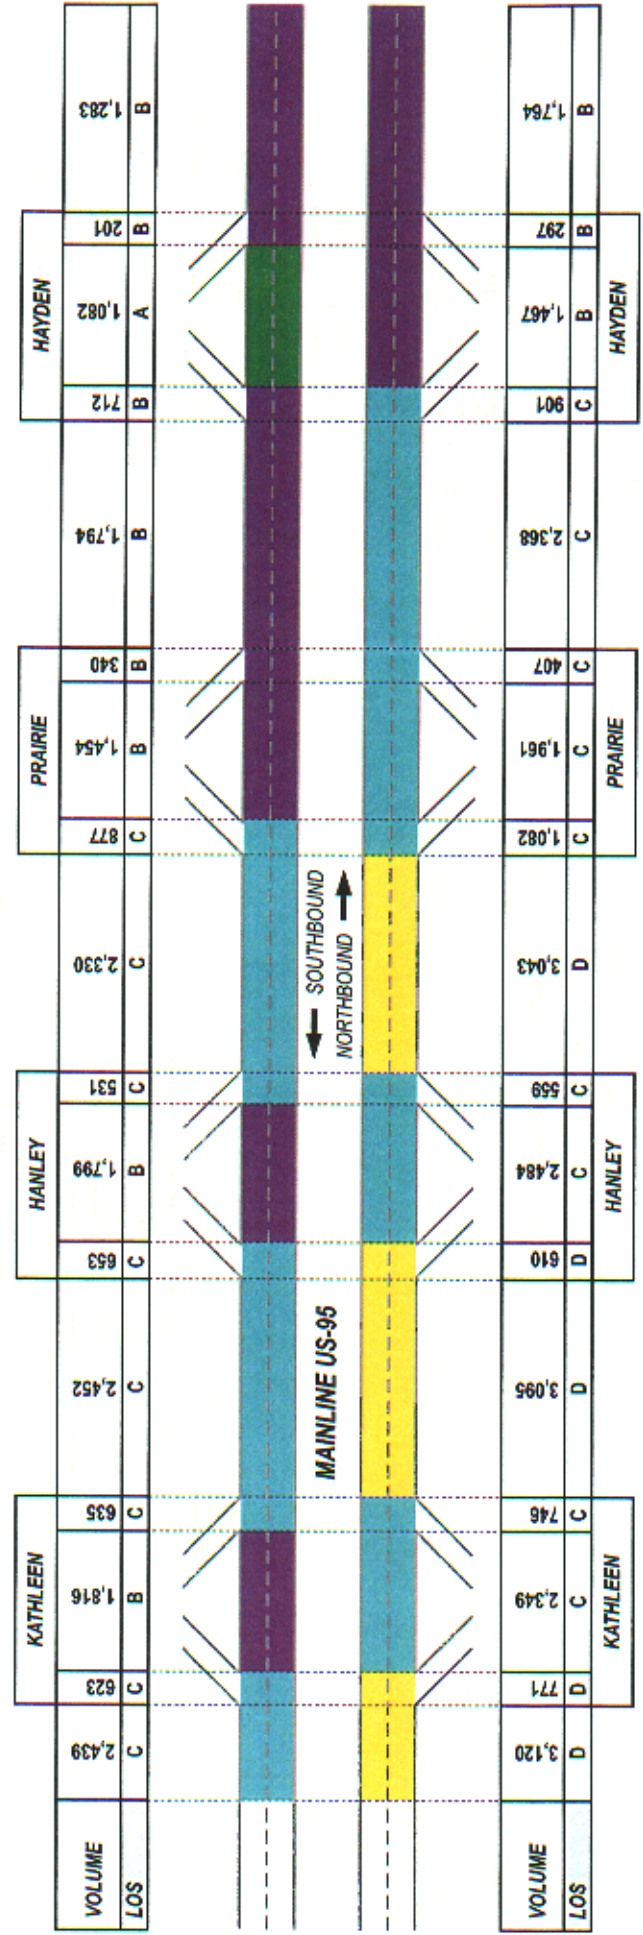 KATHLEEN HANLEY PRAIRIE HAYDEN
VOLUME 2,439 623 1,816 635 2,452 653 1,799 531 2,330 877 1,454 340 1,794 712 1,082 201 1,283
LOS C C B C C C B C C C B B B B A B B
SOUTHBOUND
MAINLINE US-95
NORTHBOUND
VOLUME 3,120 771 2,349 746 3,095 610 2,484 559 3,043 1,082 1,961 407 2,368 901 1,467 297 1,764
LOS D D C C D D C C D C C C C C B B B
KATHLEEN HANLEY PRAIRIE HAYDEN